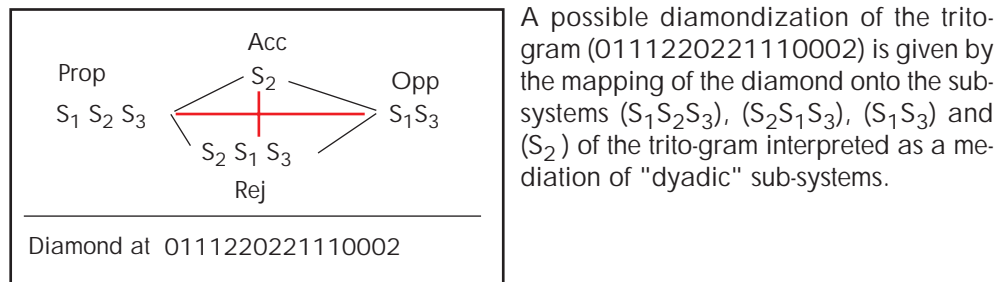 Acc
Prop
S₂
Opp
S₁ S₂ S₃
S₁S₃
S₂ S₁ S₃
Rej
Diamond at 0111220221110002
A possible diamondization of the trito-
gram (0111220221110002) is given by
the mapping of the diamond onto the sub-
systems (S₁S₂S₃), (S₂S₁S₃), (S₁S₃) and
(S₂ ) of the trito-gram interpreted as a me-
diation of "dyadic" sub-systems.